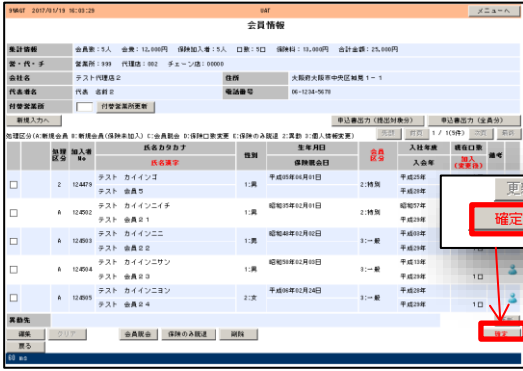 99AGT 2017/01/19 16:03:29 UAT メニューへ
会員情報
集計情報 会員数：5人 会費：12,000円 保険加入者：5人 口数：5口 保険料：13,000円 合計金額：25,000円
営・代・チ 営業所：999 代理店：002 チェーン店：00000
会社名 テスト代理店2 住所 大阪府大阪市中央区城見1－1
代表者名 代表 名前2 電話番号 06-1234-5678
付替営業所 付替営業所更新
新規入力へ 申込書出力（提出対象分） 申込書出力（全員分）
処理区分(A:新規会員 B:新規会員(保険未加入) C:会員脱会 D:保険口数変更 E:保険のみ脱退 2:異動 3:個人情報変更) 先頭 前頁 1 / 1(5件) 次頁 最終
処理区分 加入者No 氏名カタカナ 性別 生年月日 会員区分 入社年度 現在口数 備考
氏名漢字 保険脱会日 入会年 加入(変更後)
2 124479 テスト カイインゴ 1:男 平成05年06月01日 2:特別 平成25年
テスト 会員5 平成28年
A 124502 テスト カイインニイチ 1:男 昭和35年02月01日 2:特別 昭和57年
テスト 会員21 平成28年
A 124503 テスト カイインニニ 1:男 昭和48年02月02日 3:一般 平成03年
テスト 会員22 平成28年 1口
A 124504 テスト カイインニサン 1:男 昭和50年02月03日 3:一般 平成13年
テスト 会員23 平成28年 1口
A 124505 テスト カイインニヨン 2:女 平成06年02月24日 3:一般 平成28年
テスト 会員24 平成28年 1口
更
確定
異動先
編集 クリア 会員脱会 保険のみ脱退 削除 確定
戻る
60 ms